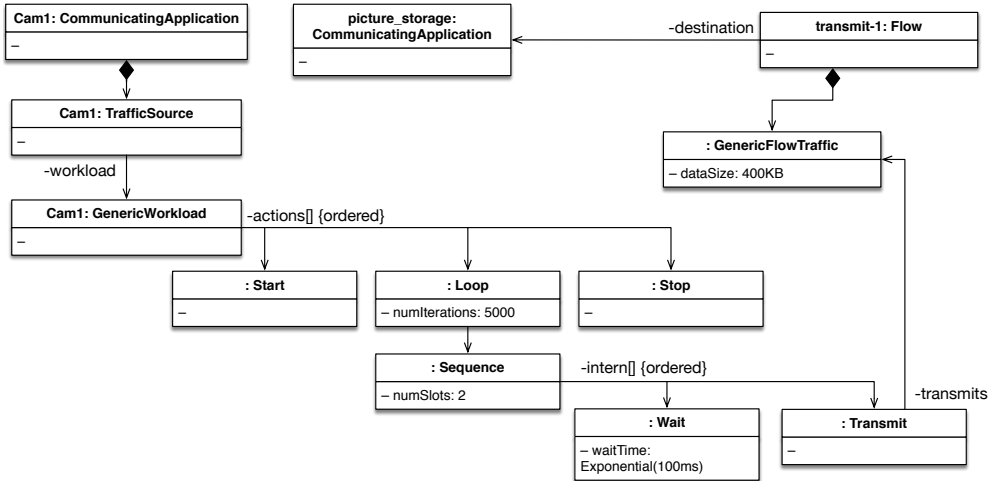 Cam1: CommunicatingApplication
–
picture_storage:
CommunicatingApplication
–
-destination
transmit-1: Flow
–
Cam1: TrafficSource
–
: GenericFlowTraffic
– dataSize: 400KB
-workload
Cam1: GenericWorkload
–
-actions[] {ordered}
: Start
–
: Loop
– numIterations: 5000
: Stop
–
: Sequence
– numSlots: 2
-intern[] {ordered}
-transmits
: Wait
– waitTime:
Exponential(100ms)
: Transmit
–